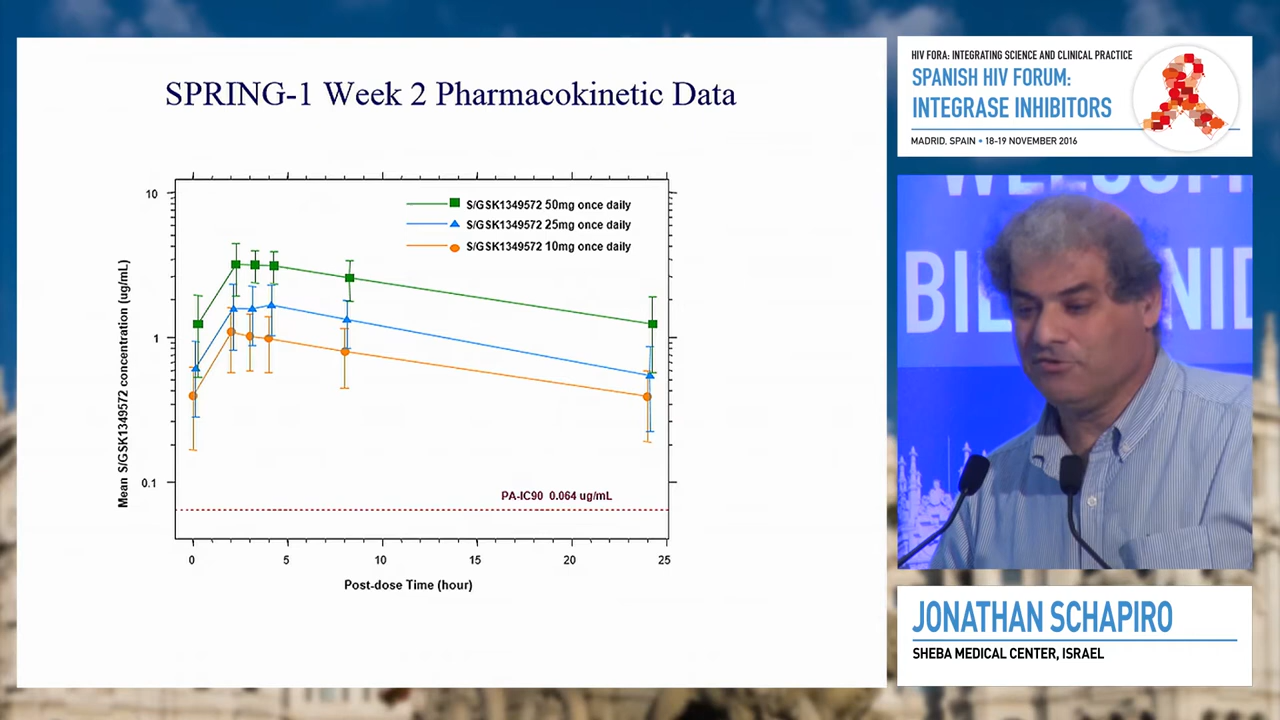 SPRING-1 Week 2 Pharmacokinetic Data
10
1
0.1
Mean S/GSK1349572 concentration (ug/mL)
S/GSK1349572 50mg once daily
S/GSK1349572 25mg once daily
S/GSK1349572 10mg once daily
PA-IC90 0.064 ug/mL
0 5 10 15 20 25
Post-dose Time (hour)
HIV FORA: INTEGRATING SCIENCE AND CLINICAL PRACTICE
SPANISH HIV FORUM:
INTEGRASE INHIBITORS
MADRID, SPAIN • 18-19 NOVEMBER 2016
JONATHAN SCHAPIRO
SHEBA MEDICAL CENTER, ISRAEL